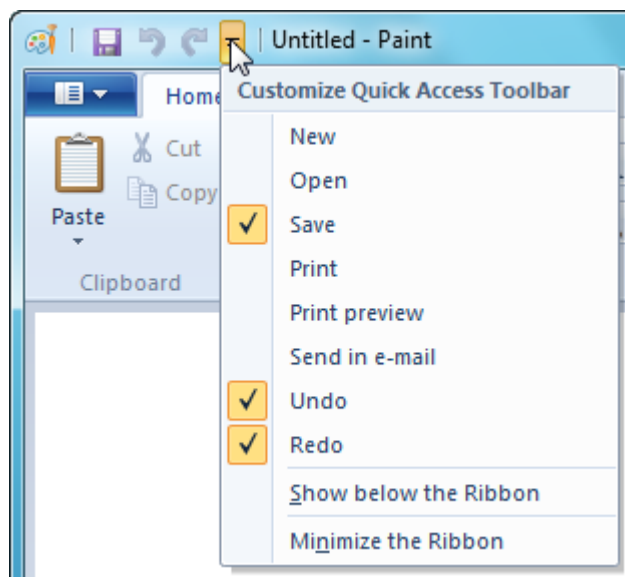 Untitled - Paint
Home
Customize Quick Access Toolbar
Cut
Copy
Paste
Clipboard
New
Open
Save
Print
Print preview
Send in e-mail
Undo
Redo
Show below the Ribbon
Minimize the Ribbon